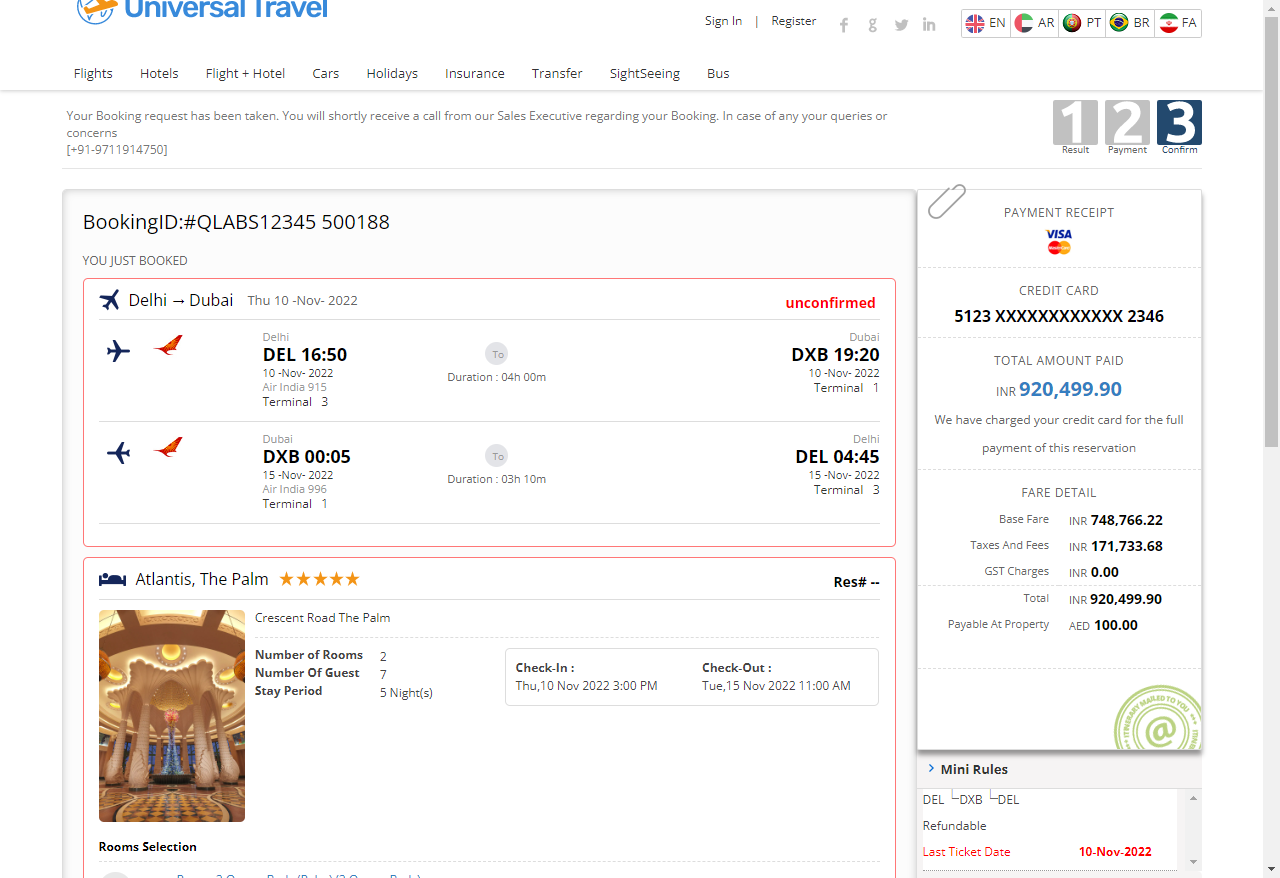 Universal Travel
Sign In | Register
EN AR PT BR FA
Flights Hotels Flight + Hotel Cars Holidays Insurance Transfer SightSeeing Bus
Your Booking request has been taken. You will shortly receive a call from our Sales Executive regarding your Booking. In case of any your queries or
concerns
[+91-9711914750]
1 2 3
Result Payment Confirm
BookingID:#QLABS12345 500188
YOU JUST BOOKED
Delhi → Dubai Thu 10 -Nov- 2022
unconfirmed
Delhi
DEL 16:50
10 -Nov- 2022
Air India 915
Terminal 3
To
Duration : 04h 00m
Dubai
DXB 19:20
10 -Nov- 2022
Terminal 1
Dubai
DXB 00:05
15 -Nov- 2022
Air India 996
Terminal 1
To
Duration : 03h 10m
Delhi
DEL 04:45
15 -Nov- 2022
Terminal 3
Atlantis, The Palm
Res# --
Crescent Road The Palm
Number of Rooms 2
Number Of Guest 7
Stay Period 5 Night(s)
Check-In :
Thu,10 Nov 2022 3:00 PM
Check-Out :
Tue,15 Nov 2022 11:00 AM
Rooms Selection
PAYMENT RECEIPT
VISA
MasterCard
CREDIT CARD
5123 XXXXXXXXXXXX 2346
TOTAL AMOUNT PAID
INR 920,499.90
We have charged your credit card for the full
payment of this reservation
FARE DETAIL
Base Fare INR 748,766.22
Taxes And Fees INR 171,733.68
GST Charges INR 0.00
Total INR 920,499.90
Payable At Property AED 100.00
ITINERARY MAILED TO YOU
@
Mini Rules
DEL DXB DEL
Refundable
Last Ticket Date 10-Nov-2022